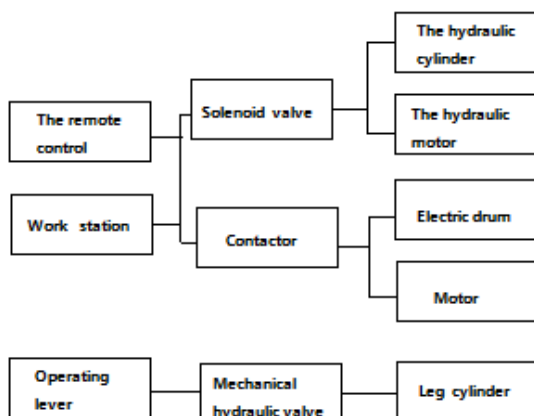 The hydraulic
cylinder
Solenoid valve
The remote
control
The hydraulic
motor
Work station
Contactor
Electric drum
Motor
Operating
lever
Mechanical
hydraulic valve
Leg cylinder